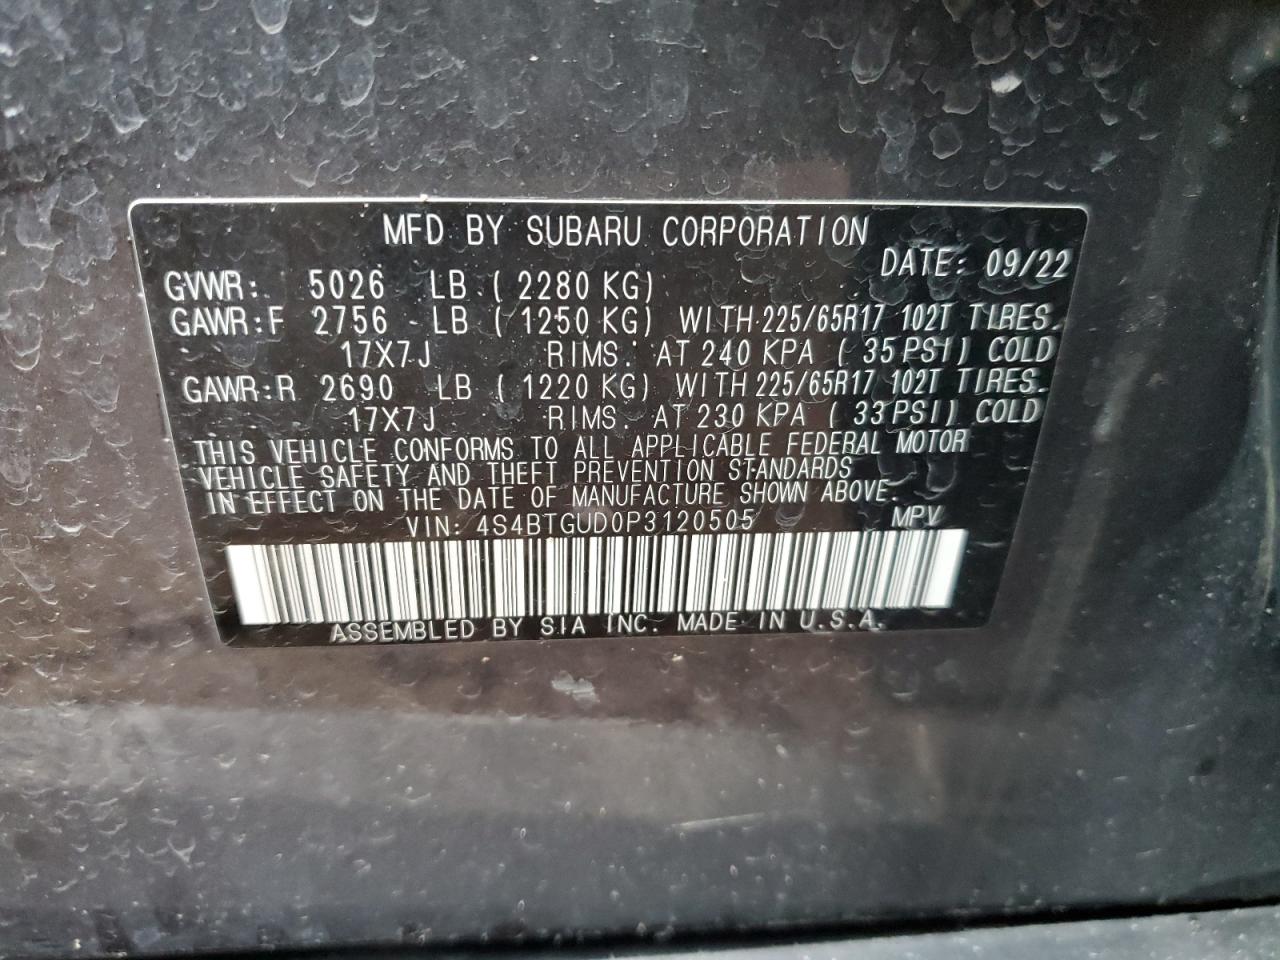 MFD BY SUBARU CORPORATION
DATE: 09/22
GVWR: 5026 LB ( 2280 KG)
GAWR:F 2756 LB ( 1250 KG) WITH 225/65R17 102T TIRES.
17X7J RIMS. AT 240 KPA ( 35 PSI) COLD
GAWR:R 2690 LB ( 1220 KG) WITH 225/65R17 102T TIRES.
17X7J RIMS. AT 230 KPA ( 33 PSI) COLD
THIS VEHICLE CONFORMS TO ALL APPLICABLE FEDERAL MOTOR
VEHICLE SAFETY AND THEFT PREVENTION STANDARDS
IN EFFECT ON THE DATE OF MANUFACTURE SHOWN ABOVE.
VIN: 4S4BTGUD0P3120505 MPV
ASSEMBLED BY SIA INC. MADE IN U.S.A.